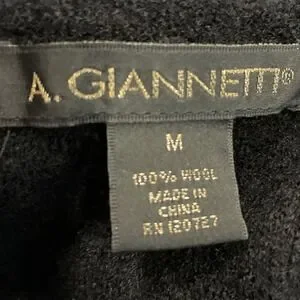 A. GIANNETTI®
M
100% WOOL
MADE IN
CHINA
RN 120727